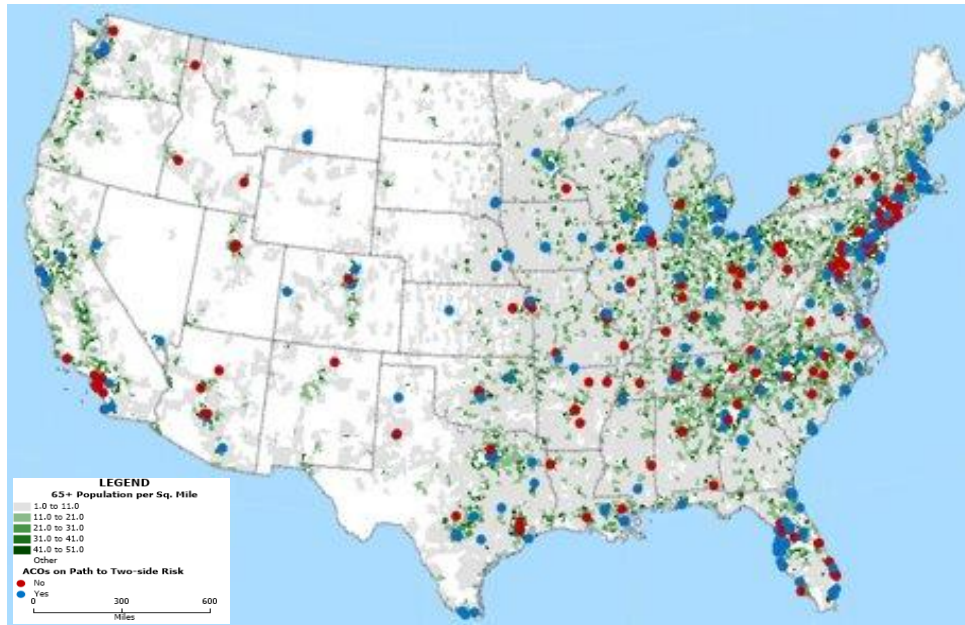 LEGEND
65+ Population per Sq. Mile
1.0 to 11.0
11.0 to 21.0
21.0 to 31.0
31.0 to 41.0
41.0 to 51.0
Other
ACOs on Path to Two-side Risk
No
Yes
0 300 600
Miles